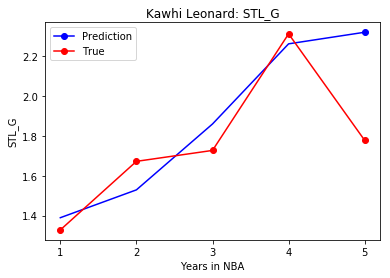 Kawhi Leonard: STL_G
Prediction
True
STL_G
2.2
2.0
1.8
1.6
1.4
1 2 3 4 5
Years in NBA